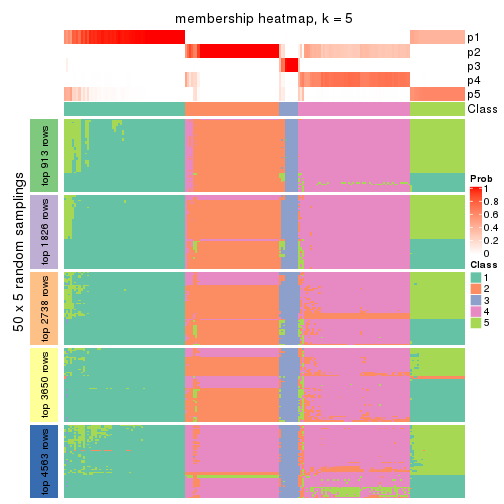 membership heatmap, k = 5
p1
p2
p3
p4
p5
Class
50 x 5 random samplings
top 913 rows
top 1826 rows
top 2738 rows
top 3650 rows
top 4563 rows
Prob
1
0.8
0.6
0.4
0.2
0
Class
1
2
3
4
5